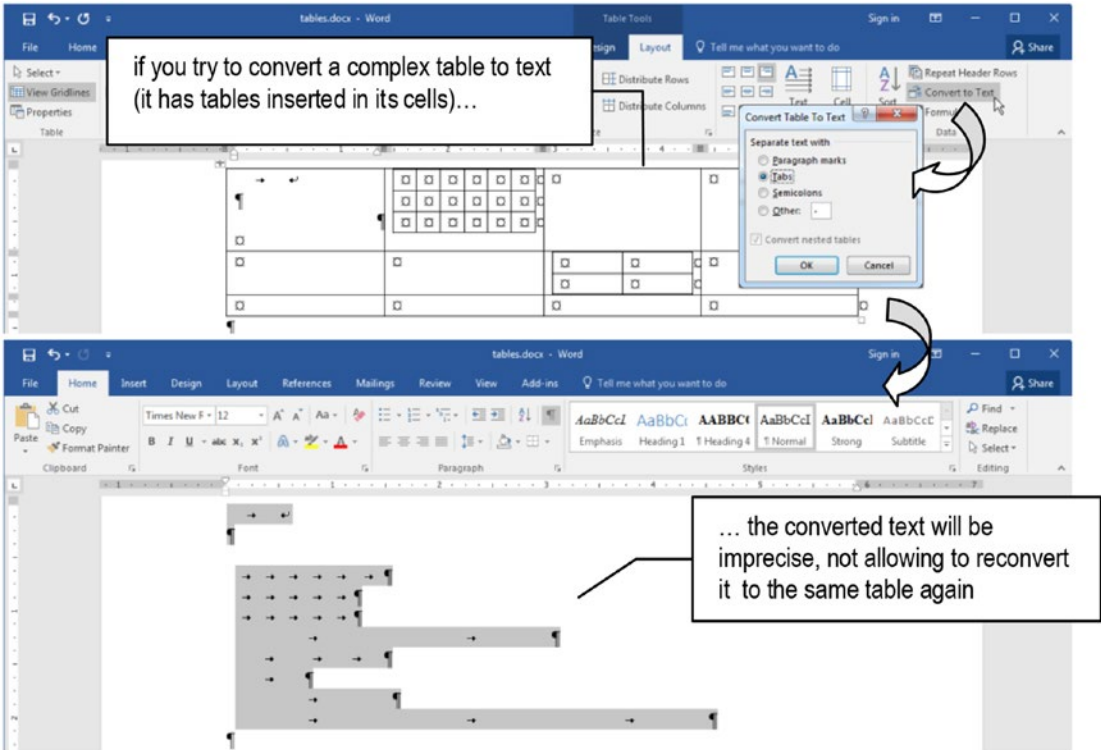 tables.docx - Word
Table Tools
Sign in
File
Home
esign
Layout
Tell me what you want to do
Share
if you try to convert a complex table to text
(it has tables inserted in its cells)…
Select
View Gridlines
Properties
Table
Distribute Rows
Distribute Columns
Text
Cell
Sort
Repeat Header Rows
Convert to Text
Formu
Data
Convert Table To Text
Separate text with
Paragraph marks
Tabs
Semicolons
Other: -
Convert nested tables
OK
Cancel
tables.docx - Word
Sign in
File
Home
Insert
Design
Layout
References
Mailings
Review
View
Add-ins
Tell me what you want to do
Share
Paste
Cut
Copy
Format Painter
Clipboard
Times New F
12
Font
Paragraph
AaBbCcI
Emphasis
AaBbCc
Heading 1
AABBC
¶ Heading 4
AaBbCcI
¶ Normal
AaBbCcl
Strong
AaBbCcC
Subtitle
Styles
Find
Replace
Select
Editing
… the converted text will be
imprecise, not allowing to reconvert
it to the same table again